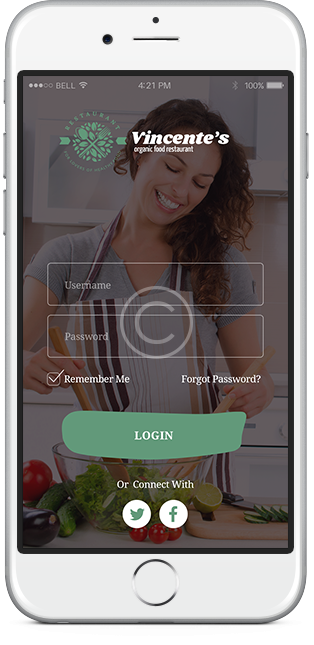 BELL 4:21 PM 100%
RESTAURANT
Vincente's
organic food restaurant
Username
Password
Remember Me Forgot Password?
LOGIN
Or Connect With